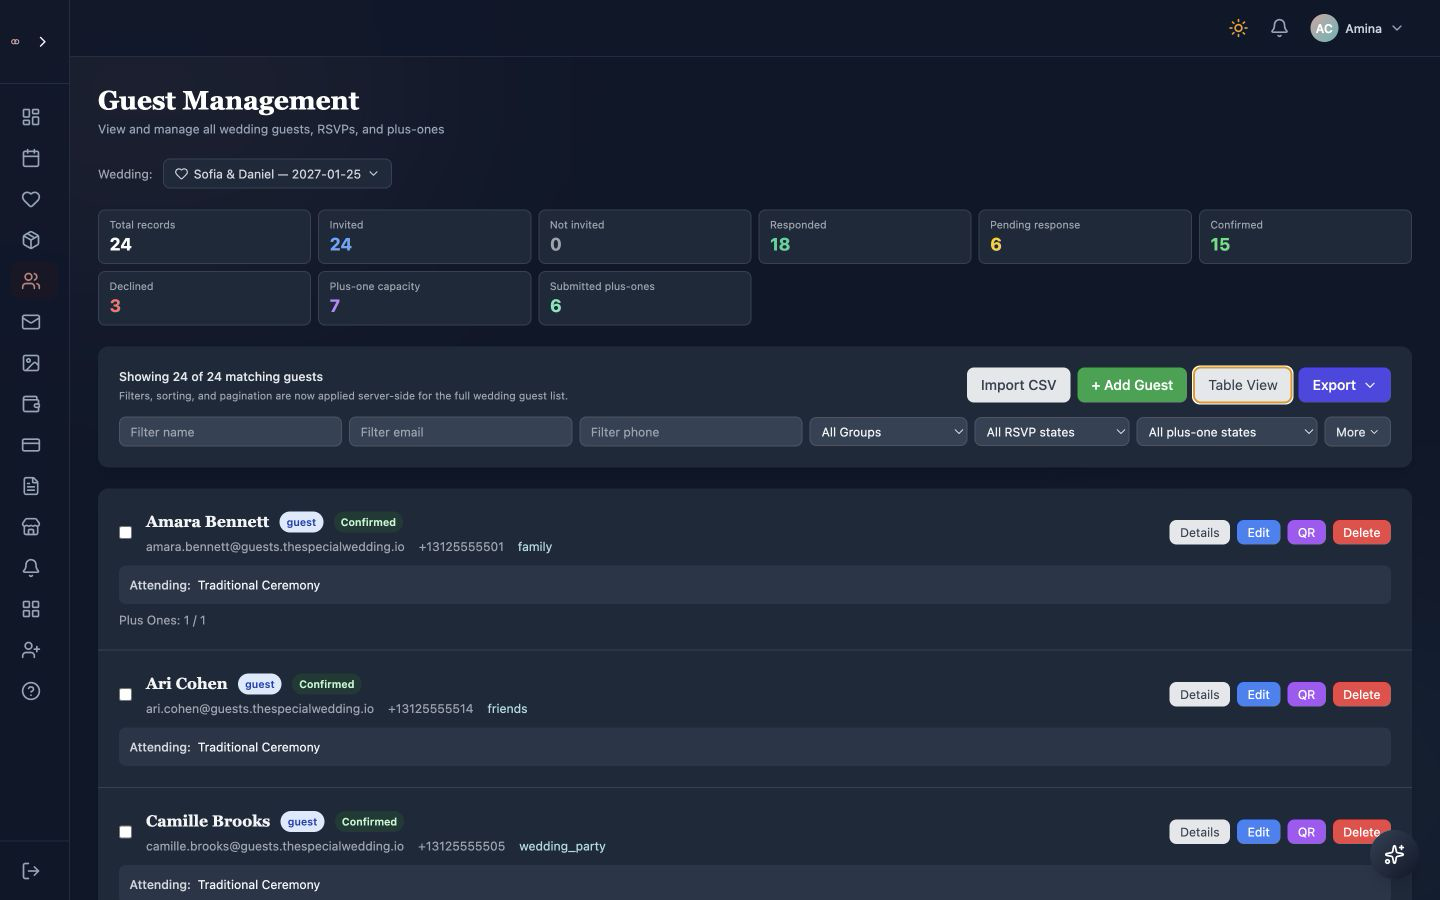 AC Amina
Guest Management
View and manage all wedding guests, RSVPs, and plus-ones
Wedding: Sofia & Daniel — 2027-01-25
Total records Invited Not invited Responded Pending response Confirmed
24 24 0 18 6 15
Declined Plus-one capacity Submitted plus-ones
3 7 6
Showing 24 of 24 matching guests
Filters, sorting, and pagination are now applied server-side for the full wedding guest list.
Import CSV + Add Guest Table View Export
Filter name Filter email Filter phone All Groups All RSVP states All plus-one states More
Amara Bennett guest Confirmed
amara.bennett@guests.thespecialwedding.io +13125555501 family
Details Edit QR Delete
Attending: Traditional Ceremony
Plus Ones: 1 / 1
Ari Cohen guest Confirmed
ari.cohen@guests.thespecialwedding.io +13125555514 friends
Details Edit QR Delete
Attending: Traditional Ceremony
Camille Brooks guest Confirmed
camille.brooks@guests.thespecialwedding.io +13125555505 wedding_party
Details Edit QR Delete
Attending: Traditional Ceremony